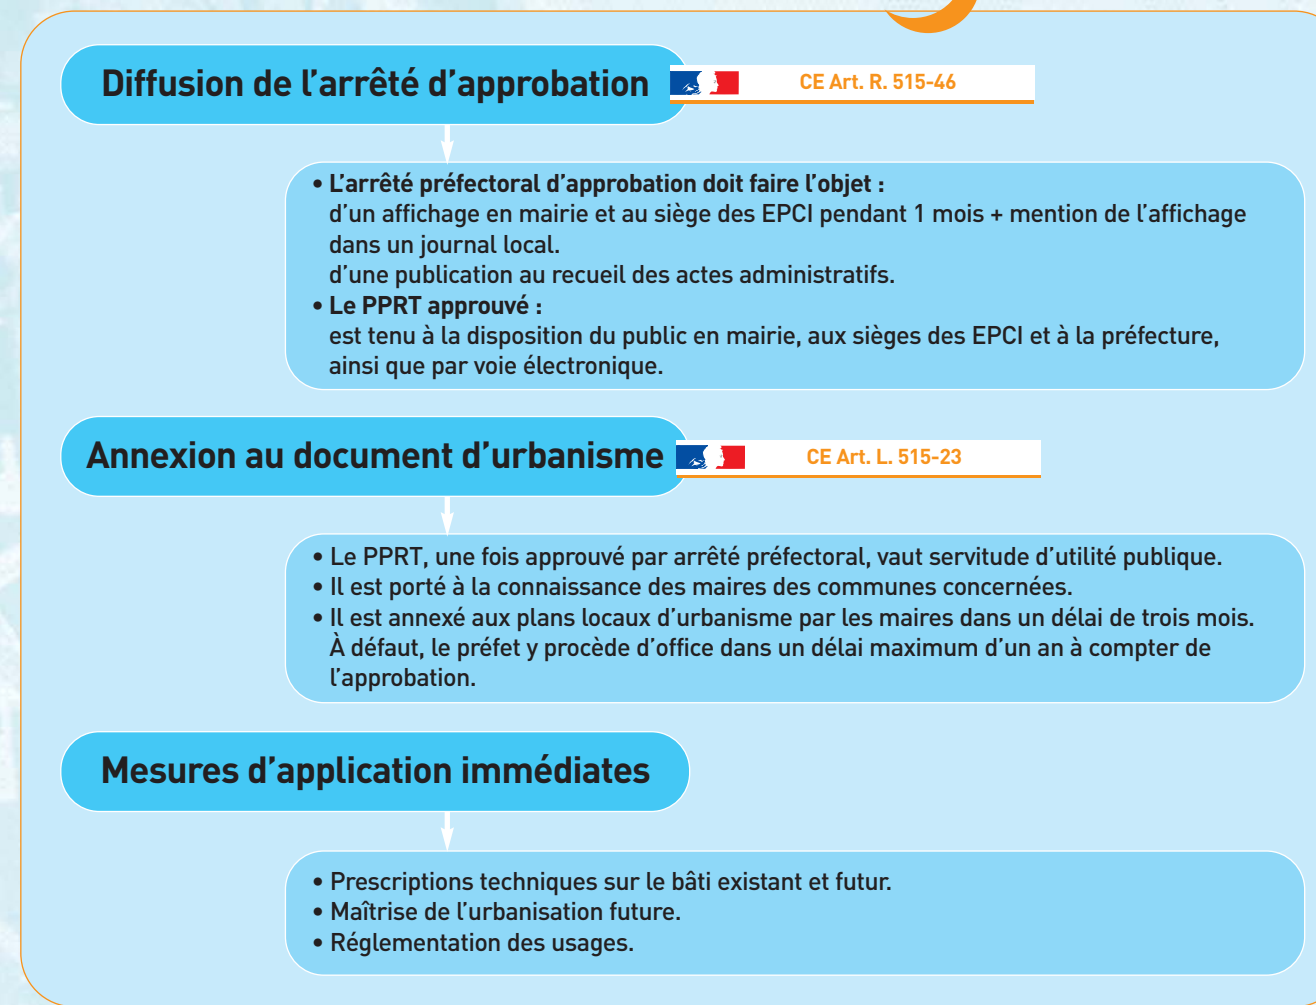 Diffusion de l’arrêté d’approbation
CE Art. R. 515-46
• L’arrêté préfectoral d’approbation doit faire l’objet :
d’un affichage en mairie et au siège des EPCI pendant 1 mois + mention de l’affichage
dans un journal local.
d’une publication au recueil des actes administratifs.
• Le PPRT approuvé :
est tenu à la disposition du public en mairie, aux sièges des EPCI et à la préfecture,
ainsi que par voie électronique.
Annexion au document d’urbanisme
CE Art. L. 515-23
• Le PPRT, une fois approuvé par arrêté préfectoral, vaut servitude d’utilité publique.
• Il est porté à la connaissance des maires des communes concernées.
• Il est annexé aux plans locaux d’urbanisme par les maires dans un délai de trois mois.
À défaut, le préfet y procède d’office dans un délai maximum d’un an à compter de
l’approbation.
Mesures d’application immédiates
• Prescriptions techniques sur le bâti existant et futur.
• Maîtrise de l’urbanisation future.
• Réglementation des usages.